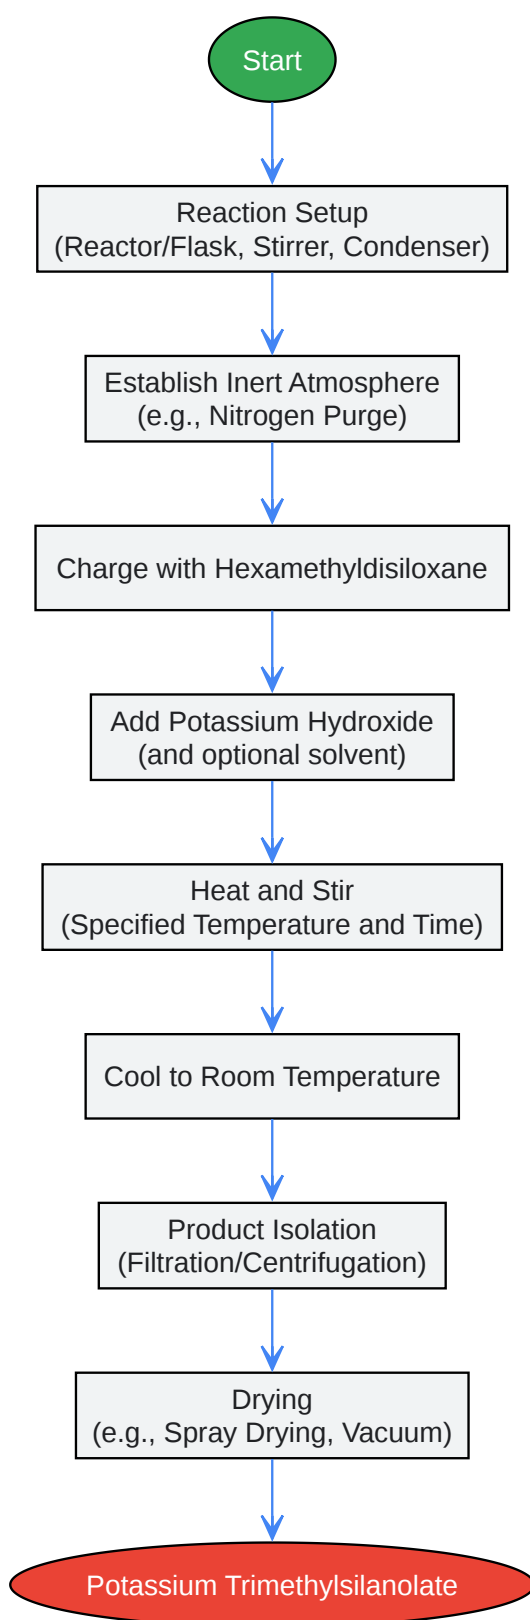 Start
Reaction Setup
(Reactor/Flask, Stirrer, Condenser)
Establish Inert Atmosphere
(e.g., Nitrogen Purge)
Charge with Hexamethyldisiloxane
Add Potassium Hydroxide
(and optional solvent)
Heat and Stir
(Specified Temperature and Time)
Cool to Room Temperature
Product Isolation
(Filtration/Centrifugation)
Drying
(e.g., Spray Drying, Vacuum)
Potassium Trimethylsilanolate